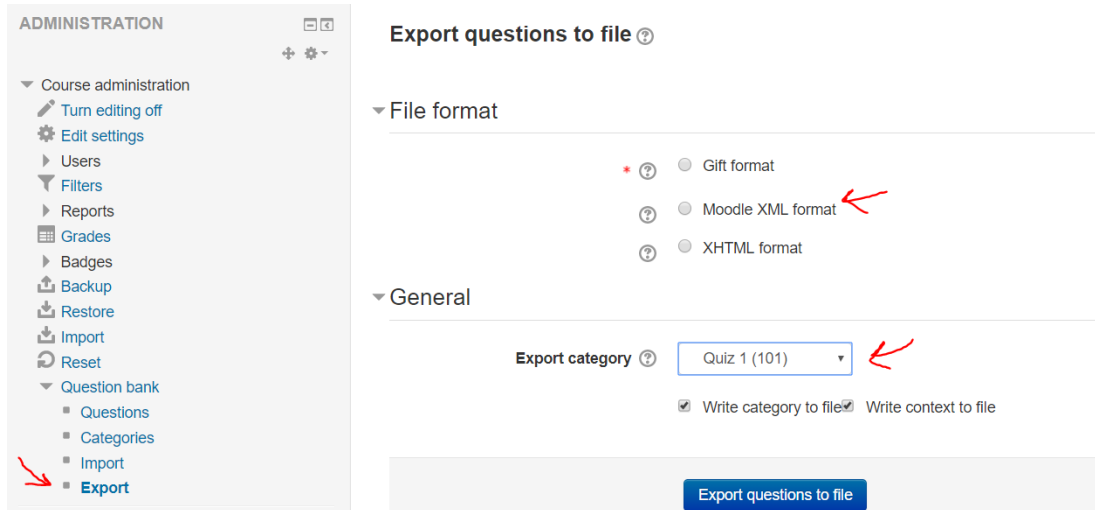 ADMINISTRATION
Course administration
Turn editing off
Edit settings
Users
Filters
Reports
Grades
Badges
Backup
Restore
Import
Reset
Question bank
Questions
Categories
Import
Export
Export questions to file
File format
* Gift format
Moodle XML format
XHTML format
General
Export category Quiz 1 (101)
Write category to file Write context to file
Export questions to file